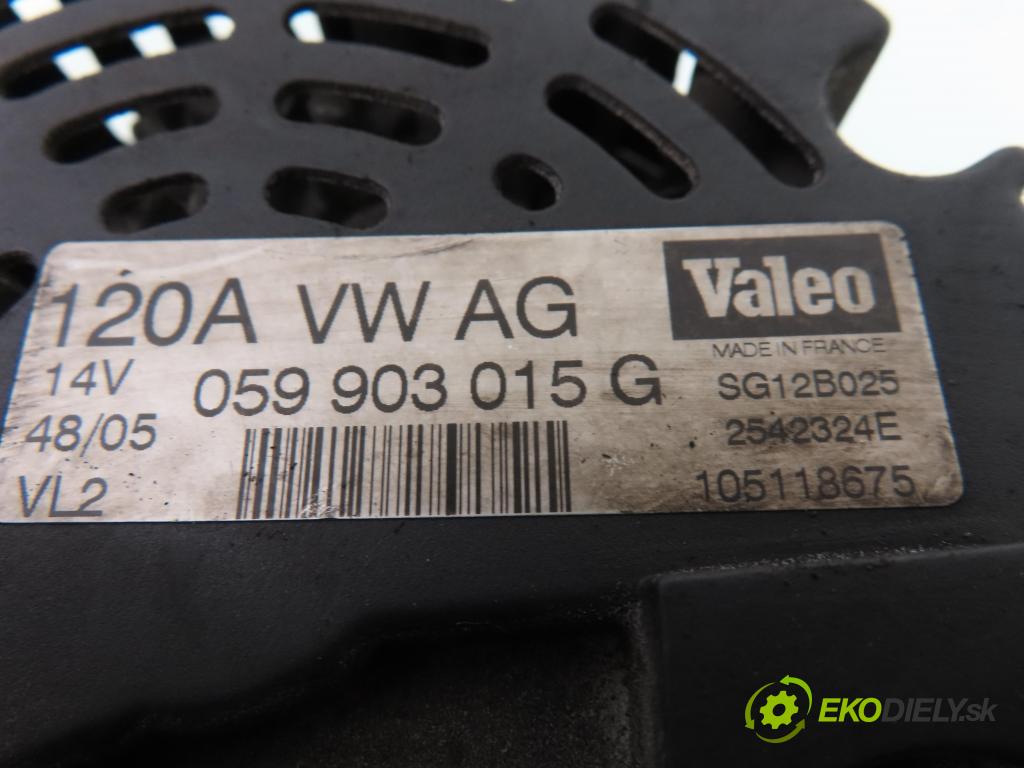 120A VW AG
Valeo
MADE IN FRANCE
14V 059 903 015 G SG12B025
48/05 2542324E
VL2 105118675
EKODIELY.sk